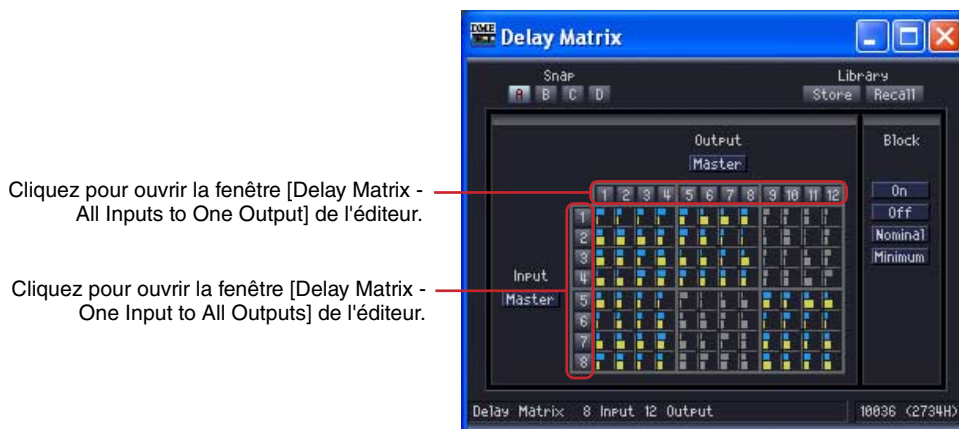 Delay Matrix
Snap
Library
A B C D
Store Recall
Output
Block
Master
Cliquez pour ouvrir la fenêtre [Delay Matrix -
All Inputs to One Output] de l'éditeur.
1 2 3 4 5 6 7 8 9 10 11 12
On
1
Off
2
Nominal
3
Minimum
Input
4
Cliquez pour ouvrir la fenêtre [Delay Matrix -
One Input to All Outputs] de l'éditeur.
Master
5
6
7
8
Delay Matrix 8 Input 12 Output
10036 (2734H)